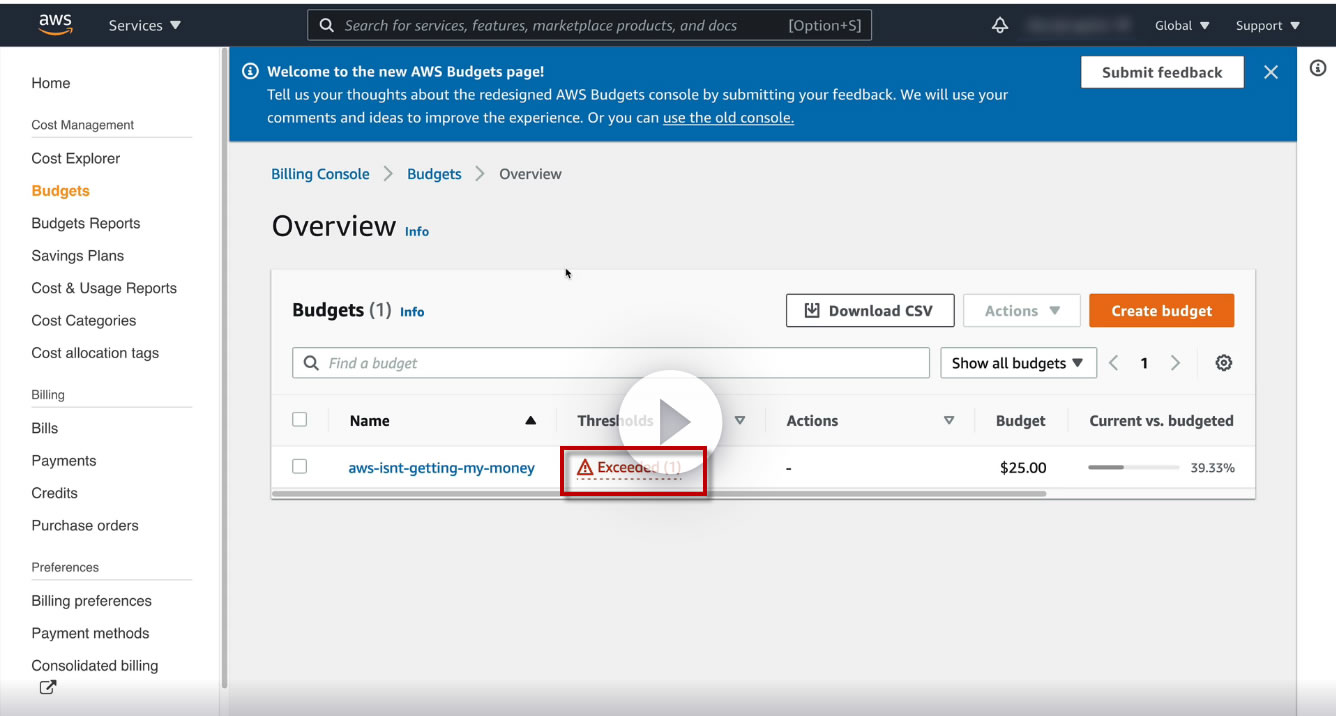 aws
Services ▼
Search for services, features, marketplace products, and docs [Option+S]
Global ▼
Support ▼
Home
Cost Management
Cost Explorer
Budgets
Budgets Reports
Savings Plans
Cost & Usage Reports
Cost Categories
Cost allocation tags
Billing
Bills
Payments
Credits
Purchase orders
Preferences
Billing preferences
Payment methods
Consolidated billing
Welcome to the new AWS Budgets page!
Tell us your thoughts about the redesigned AWS Budgets console by submitting your feedback. We will use your
comments and ideas to improve the experience. Or you can use the old console.
Submit feedback
Billing Console > Budgets > Overview
Overview Info
Budgets (1) Info
Download CSV
Actions ▼
Create budget
Find a budget
Show all budgets ▼
< 1 >
Name ▲ Thresholds Actions Budget Current vs. budgeted
aws-isnt-getting-my-money Exceeded (1) - $25.00 39.33%